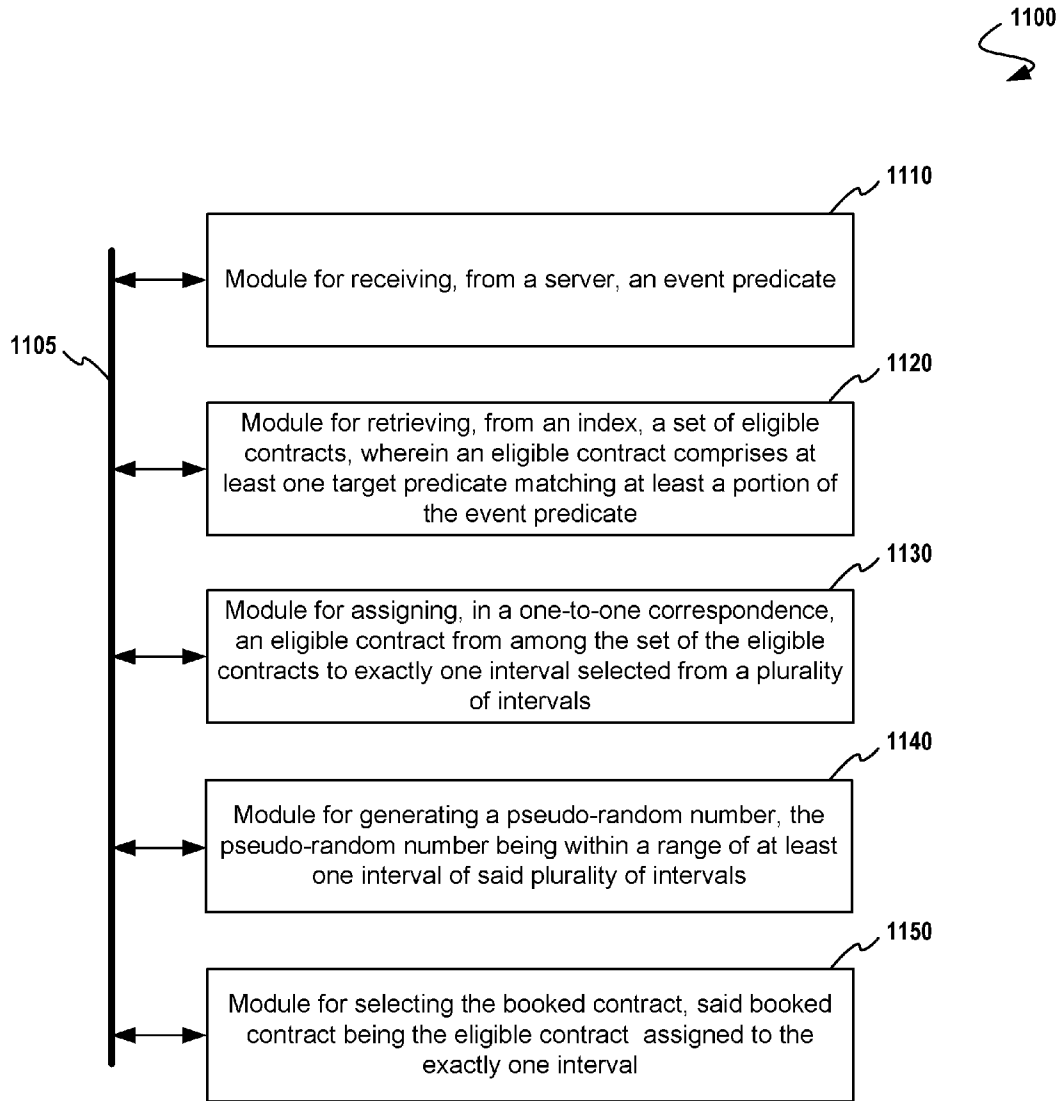 1100
1110
Module for receiving, from a server, an event predicate
1105
1120
Module for retrieving, from an index, a set of eligible
contracts, wherein an eligible contract comprises at
least one target predicate matching at least a portion of
the event predicate
1130
Module for assigning, in a one-to-one correspondence,
an eligible contract from among the set of the eligible
contracts to exactly one interval selected from a plurality
of intervals
1140
Module for generating a pseudo-random number, the
pseudo-random number being within a range of at least
one interval of said plurality of intervals
1150
Module for selecting the booked contract, said booked
contract being the eligible contract assigned to the
exactly one interval